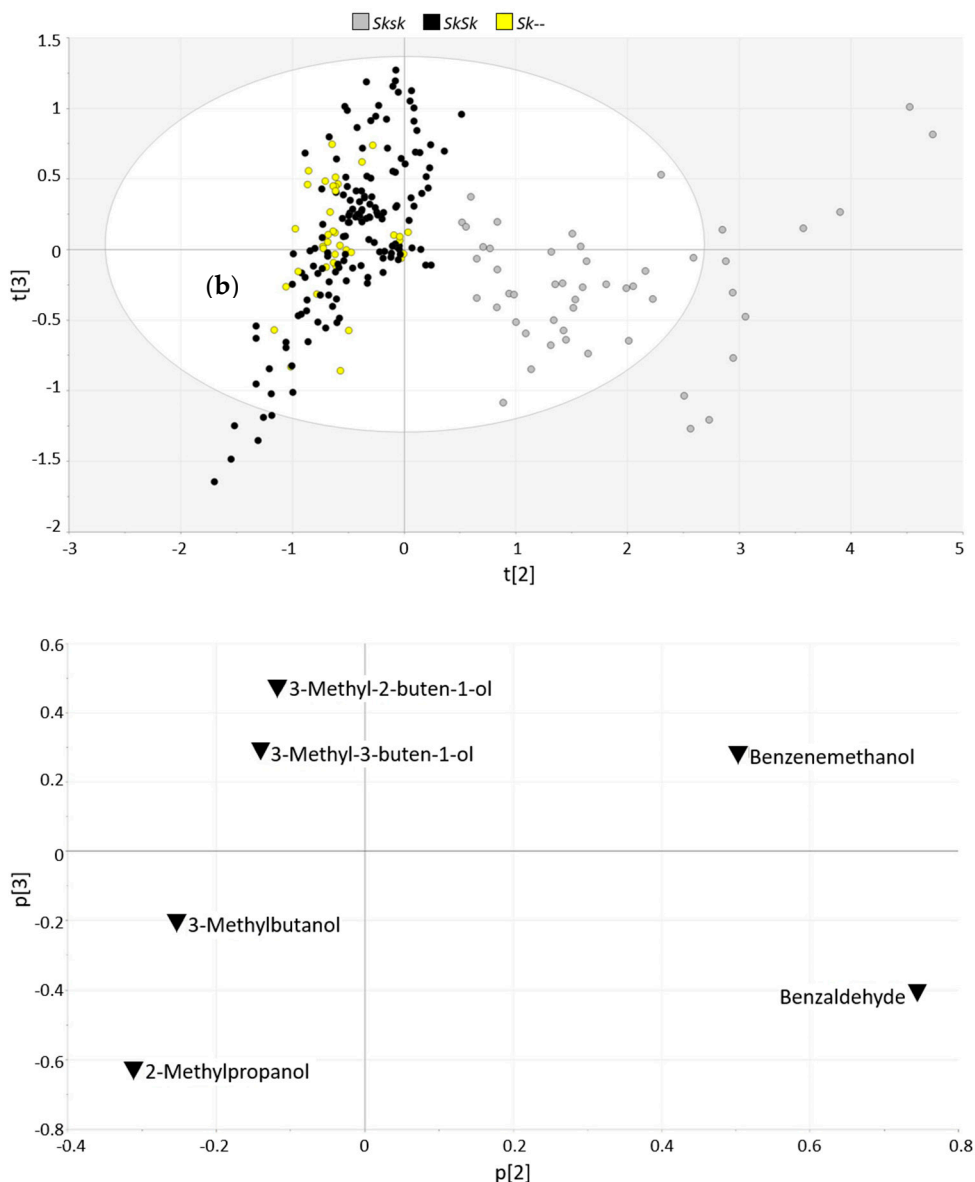 Sksk SkSk Sk--
1.5
1
0.5
0
-0.5
-1
-1.5
-2
t[3]
(b)
-3 -2 -1 0 1 2 3 4 5
t[2]
0.6
0.4
0.2
0
-0.2
-0.4
-0.6
-0.8
p[3]
3-Methyl-2-buten-1-ol
3-Methyl-3-buten-1-ol
Benzenemethanol
3-Methylbutanol
Benzaldehyde
2-Methylpropanol
-0.4 -0.2 0 0.2 0.4 0.6 0.8
p[2]